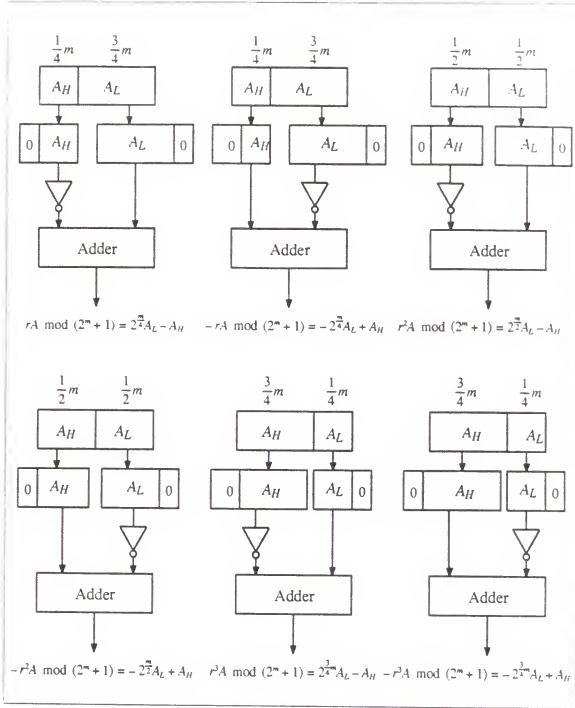 1/4 m 3/4 m 1/4 m 3/4 m 1/2 m 1/2 m
A_H A_L A_H A_L A_H A_L
0 A_H A_L 0 0 A_H A_L 0 0 A_H A_L 0
Adder Adder Adder
rA mod (2^m + 1) = 2^{m/4} A_L − A_H −rA mod (2^m + 1) = −2^{m/4} A_L + A_H r^2A mod (2^m + 1) = 2^{m/2} A_L − A_H
1/2 m 1/2 m 3/4 m 1/4 m 3/4 m 1/4 m
A_H A_L A_H A_L A_H A_L
0 A_H A_L 0 0 A_H A_L 0 0 A_H A_L 0
Adder Adder Adder
−r^2A mod (2^m + 1) = −2^{m/2} A_L + A_H r^3A mod (2^m + 1) = 2^{3/4 m} A_L − A_H −r^3A mod (2^m + 1) = −2^{3/4 m} A_L + A_H